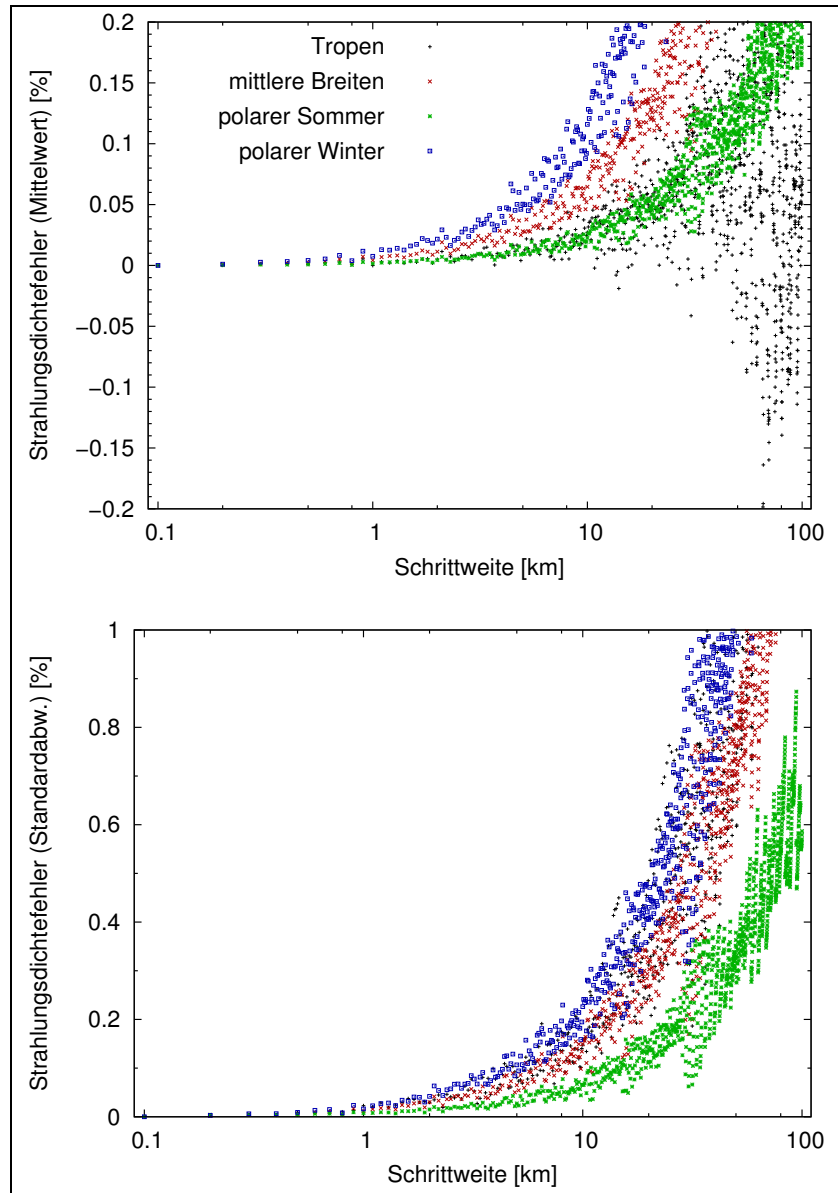 0.2
0.15
0.1
0.05
0
−0.05
−0.1
−0.15
−0.2
Strahlungsdichtefehler (Mittelwert) [%]
Tropen
mittlere Breiten
polarer Sommer
polarer Winter
0.1 1 10 100
Schrittweite [km]
1
0.8
0.6
0.4
0.2
0
Strahlungsdichtefehler (Standardabw.) [%]
0.1 1 10 100
Schrittweite [km]